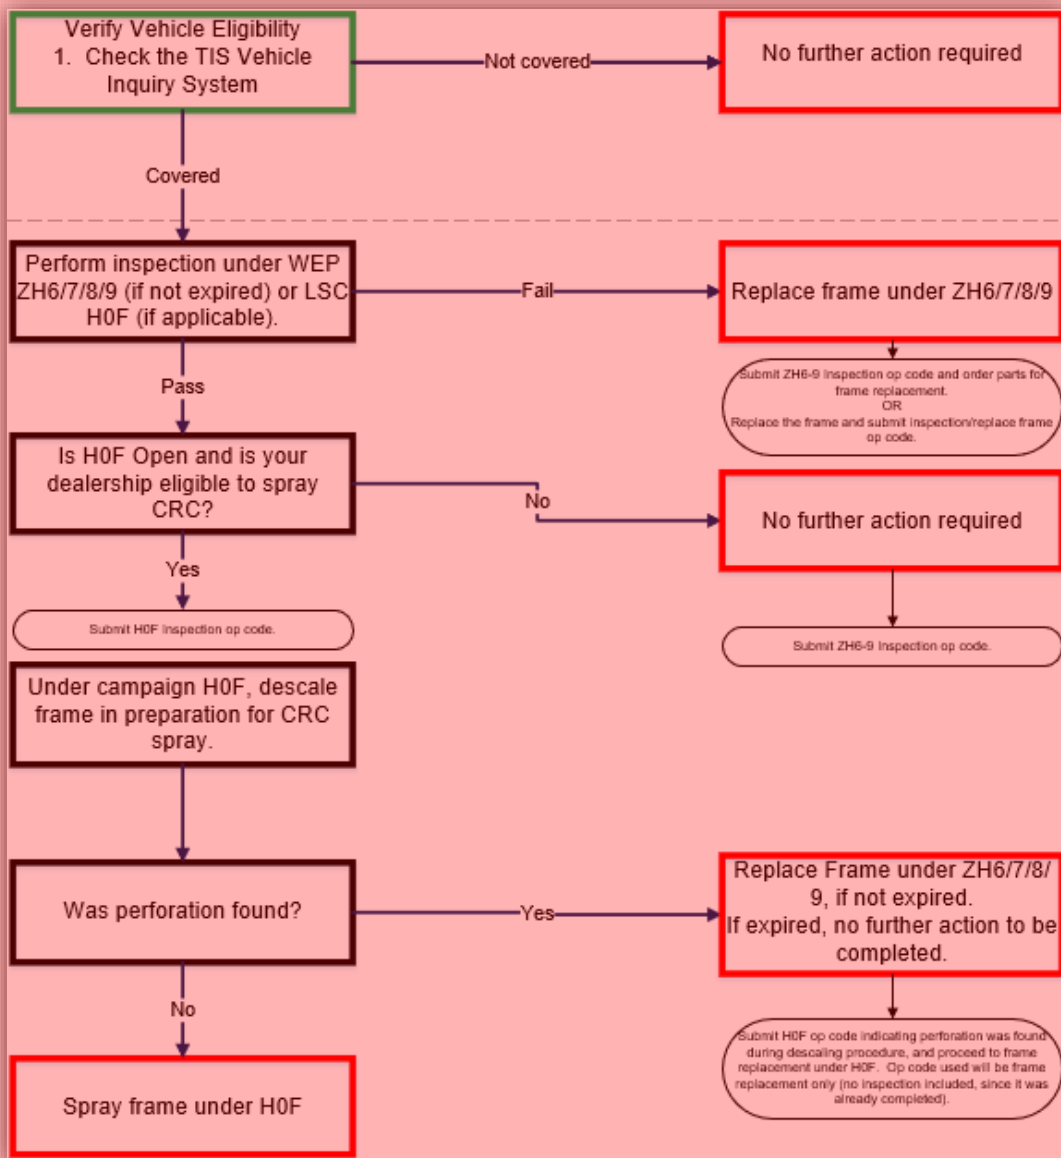 Verify Vehicle Eligibility
1. Check the TIS Vehicle
Inquiry System
Not covered
No further action required
Covered
Perform inspection under WEP
ZH6/7/8/9 (if not expired) or LSC
H0F (if applicable).
Fail
Replace frame under ZH6/7/8/9
Submit ZH6-9 Inspection op code and order parts for
frame replacement.
OR
Replace the frame and submit inspection/replace frame
op code.
Pass
Is H0F Open and is your
dealership eligible to spray
CRC?
No
No further action required
Yes
Submit H0F Inspection op code.
Submit ZH6-9 Inspection op code.
Under campaign H0F, descale
frame in preparation for CRC
spray.
Was perforation found?
Yes
Replace Frame under ZH6/7/8/
9, if not expired.
If expired, no further action to be
completed.
Submit H0F op code indicating perforation was found
during descaling procedure, and proceed to frame
replacement under H0F. Op code used will be frame
replacement only (no inspection included, since it was
already completed).
No
Spray frame under H0F